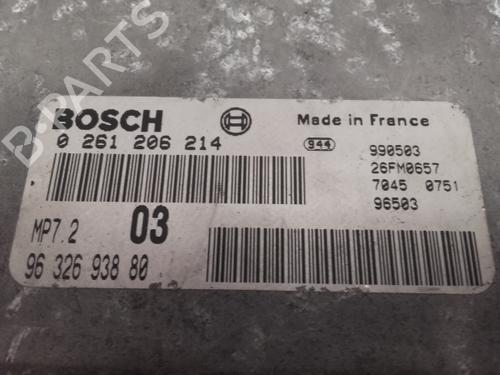 BOSCH
Made in France
0 261 206 214
944
990503
26FM0657
7045 0751
96503
MP7.2
03
96 326 938 80
B-PARTS